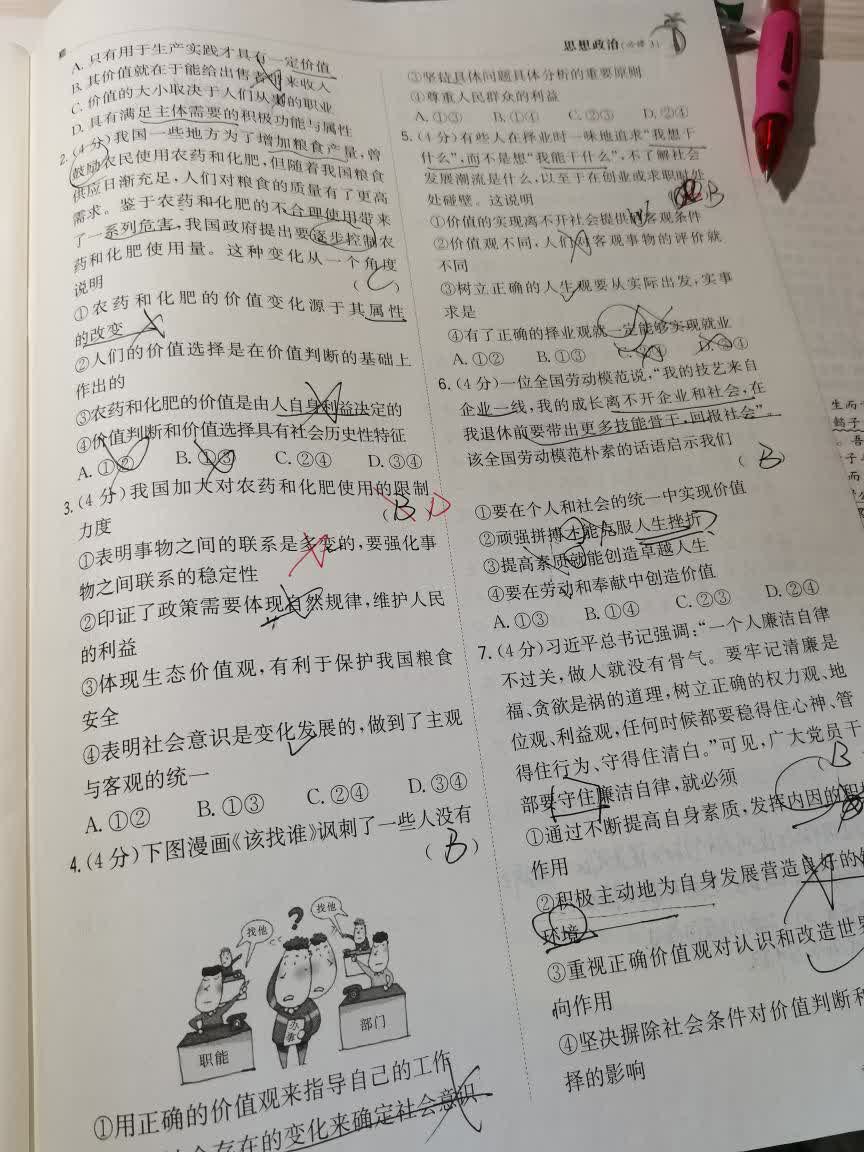 思想政治(必修3)
A. 只有用于生产实践才具有一定价值
B. 其价值就在于能给出售者带来收入
C. 价值的大小取决于人们从事的职业
D. 具有满足主体需要的积极功能与属性
2. (4分)我国一些地方为了增加粮食产量,曾
鼓励农民使用农药和化肥,但随着我国粮食
供应日渐充足,人们对粮食的质量有了更高
需求。鉴于农药和化肥的不合理使用带来
了一系列危害,我国政府提出要逐步控制农
药和化肥使用量。这种变化从一个角度
说明 ( C )
①农药和化肥的价值变化源于其属性
的改变
②人们的价值选择是在价值判断的基础上
作出的
③农药和化肥的价值是由人自身利益决定的
④价值判断和价值选择具有社会历史性特征
A. ①② B. ①③ C. ②④ D. ③④
3. (4分)我国加大对农药和化肥使用的限制
力度 ( B ) D
①表明事物之间的联系是多变的,要强化事
物之间联系的稳定性
②印证了政策需要体现自然规律,维护人民
的利益
③体现生态价值观,有利于保护我国粮食
安全
④表明社会意识是变化发展的,做到了主观
与客观的统一
A. ①② B. ①③ C. ②④ D. ③④
4. (4分)下图漫画《该找谁》讽刺了一些人没有
( B )
找他
?
找他
办事
职能
部门
①用正确的价值观来指导自己的工作
存在的变化来确定社会意识
③坚持具体问题具体分析的重要原则
④尊重人民群众的利益
A. ①③ B. ①④ C. ②③ D. ②④
5. (4分)有些人在择业时一味地追求“我想干
什么”,而不是想“我能干什么”,不了解社会
发展潮流是什么,以至于在创业或求职时处
处碰壁。这说明 B
①价值的实现离不开社会提供的客观条件
②价值观不同,人们对客观事物的评价就
不同
③树立正确的人生观要从实际出发,实事
求是
④有了正确的择业观就一定能够实现就业
A. ①② B. ①③ C. ②④ D. ③④
6. (4分)一位全国劳动模范说,“我的技艺来自
企业一线,我的成长离不开企业和社会,在
我退休前要带出更多技能骨干,回报社会”。
该全国劳动模范朴素的话语启示我们
( B )
①要在个人和社会的统一中实现价值
②顽强拼搏才能克服人生挫折
③提高素质就能创造卓越人生
④要在劳动和奉献中创造价值
A. ①③ B. ①④ C. ②③ D. ②④
7. (4分)习近平总书记强调:“一个人廉洁自律
不过关,做人就没有骨气。要牢记清廉是
福、贪欲是祸的道理,树立正确的权力观、地
位观、利益观,任何时候都要稳得住心神、管
得住行为、守得住清白。”可见,广大党员干
部要守住廉洁自律,就必须 ( B
①通过不断提高自身素质,发挥内因的积极
作用
②积极主动地为自身发展营造良好的
环境
③重视正确价值观对认识和改造世界
向作用
④坚决摒除社会条件对价值判断和
择的影响